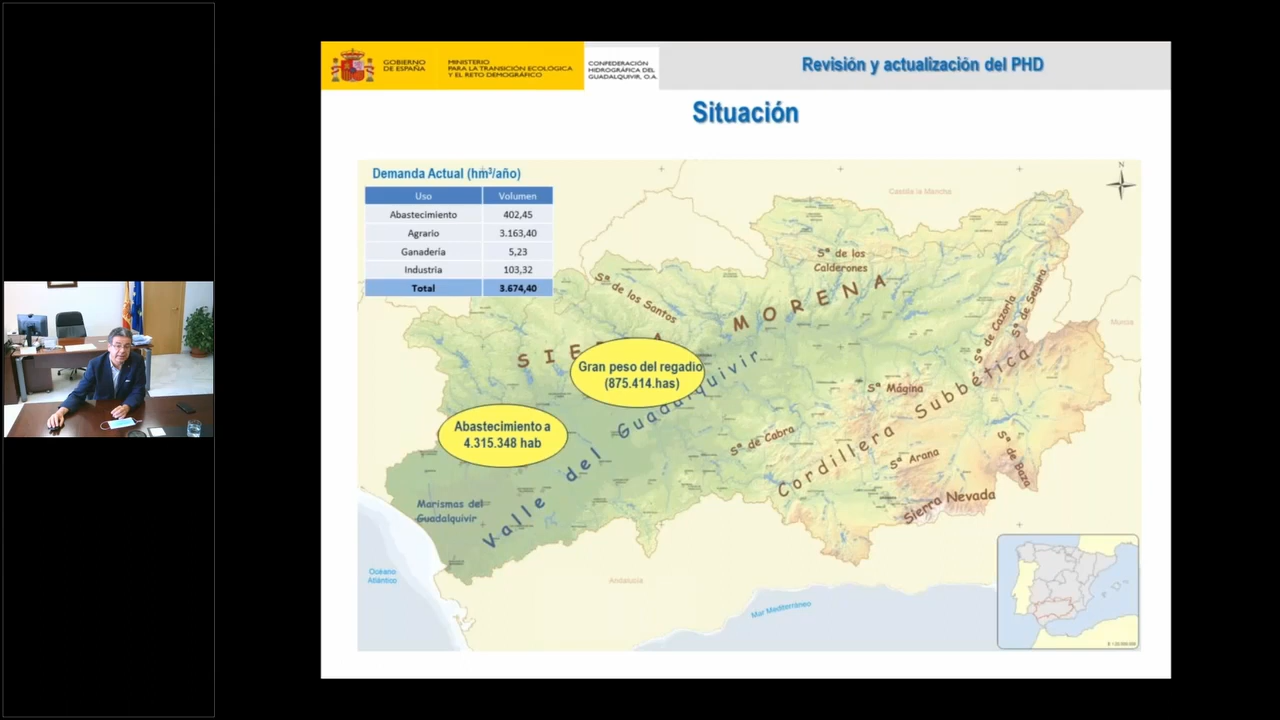 GOBIERNO
DE ESPAÑA
MINISTERIO
PARA LA TRANSICIÓN ECOLÓGICA
Y EL RETO DEMOGRÁFICO
CONFEDERACIÓN
HIDROGRÁFICA DEL
GUADALQUIVIR, O.A.
Revisión y actualización del PHD
Situación
Demanda Actual (hm³/año)
Uso Volumen
Abastecimiento 402,45
Agrario 3.163,40
Ganadería 5,23
Industria 103,32
Total 3.674,40
N
Castilla la Mancha
Sª de los
Calderones
Sª de los Santos
SIERRA MORENA
Sª de Cazorla
Sª de Segura
Murcia
Gran peso del regadio
(875.414.has)
Abastecimiento a
4.315.348 hab
Valle del Guadalquivir
Sª Mágina
Cordillera Subbética
Sª de Cabra
Sª Arana
Sª de Baza
Sierra Nevada
Marismas del
Guadalquivir
Océano
Atlántico
Andalucía
Mar Mediterráneo